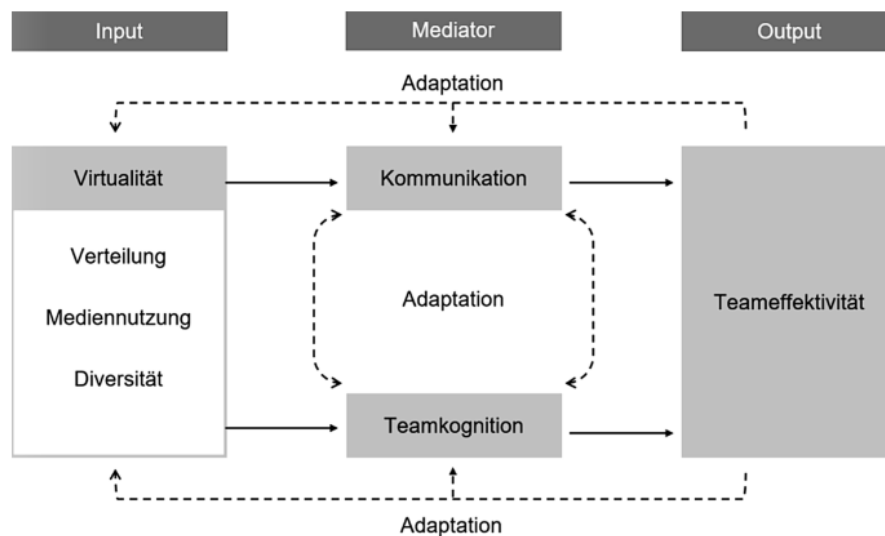 Input
Mediator
Output
Adaptation
Virtualität
Kommunikation
Verteilung
Mediennutzung
Adaptation
Teameffektivität
Diversität
Teamkognition
Adaptation